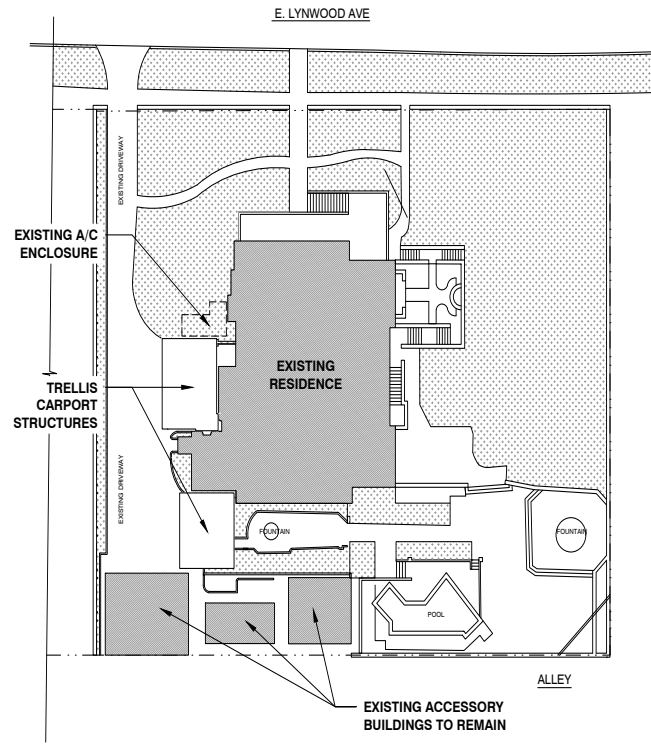 E. LYNWOOD AVE
EXISTING DRIVEWAY
EXISTING A/C
ENCLOSURE
EXISTING
RESIDENCE
TRELLIS
CARPORT
STRUCTURES
EXISTING DRIVEWAY
FOUNTAIN
FOUNTAIN
POOL
ALLEY
EXISTING ACCESSORY
BUILDINGS TO REMAIN